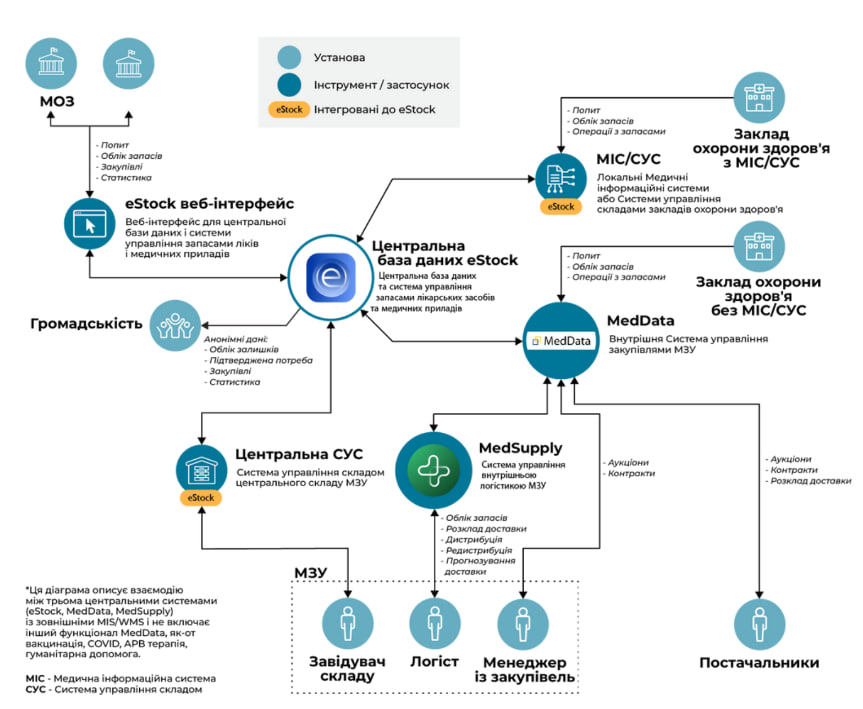 Установа
Інструмент / застосунок
eStock
Інтегровані до eStock
МОЗ
- Попит
- Облік запасів
- Закупівлі
- Статистика
eStock веб-інтерфейс
Веб-інтерфейс для центральної
бази даних і системи
управління запасами ліків
і медичних приладів
- Попит
- Облік запасів
- Операції з запасами
Заклад
охорони здоров'я
з МІС/СУС
МІС/СУС
Локальні Медичні
інформаційні системи
або Системи управління
складами закладів охорони здоров'я
eStock
Центральна
база даних eStock
Центральна база даних
та система управління
запасами лікарських засобів
та медичних приладів
e
- Попит
- Облік запасів
- Операції з запасами
Заклад охорони
здоров'я
без МІС/СУС
Громадськість
Анонімні дані:
- Облік залишків
- Підтверджена потреба
- Закупівлі
- Статистика
MedData
MedData
Внутрішня Система управління
закупівлями МЗУ
Центральна СУС
Система управління складом
центрального складу МЗУ
eStock
MedSupply
Система управління
внутрішньою
логістикою МЗУ
- Аукціони
- Контракти
- Аукціони
- Контракти
- Розклад доставки
- Облік запасів
- Розклад доставки
- Дистрибуція
- Редистрибуція
- Прогнозування
доставки
МЗУ
Завідувач
складу
Логіст
Менеджер
із закупівель
Постачальники
*Ця діаграма описує взаємодію
між трьома центральними системами
(eStock, MedData, MedSupply)
із зовнішніми MIS/WMS і не включає
інший функціонал MedData, як-от
вакцинація, COVID, АРВ терапія,
гуманітарна допомога.
МІС - Медична інформаційна система
СУС - Система управління складом